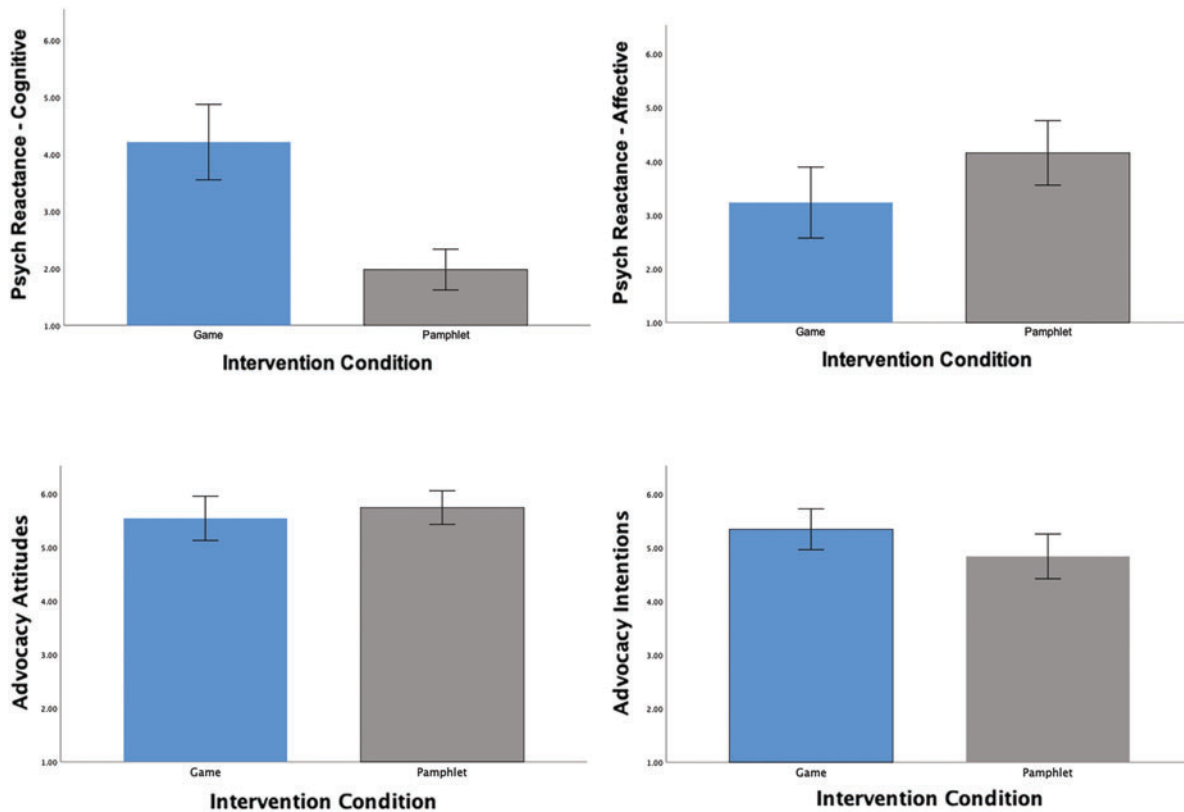 Psych Reactance - Cognitive
6.00
5.00
4.00
3.00
2.00
1.00
Game
Pamphlet
Intervention Condition
Psych Reactance - Affective
6.00
5.00
4.00
3.00
2.00
1.00
Game
Pamphlet
Intervention Condition
Advocacy Attitudes
6.00
5.00
4.00
3.00
2.00
1.00
Game
Pamphlet
Intervention Condition
Advocacy Intentions
6.00
5.00
4.00
3.00
2.00
1.00
Game
Pamphlet
Intervention Condition